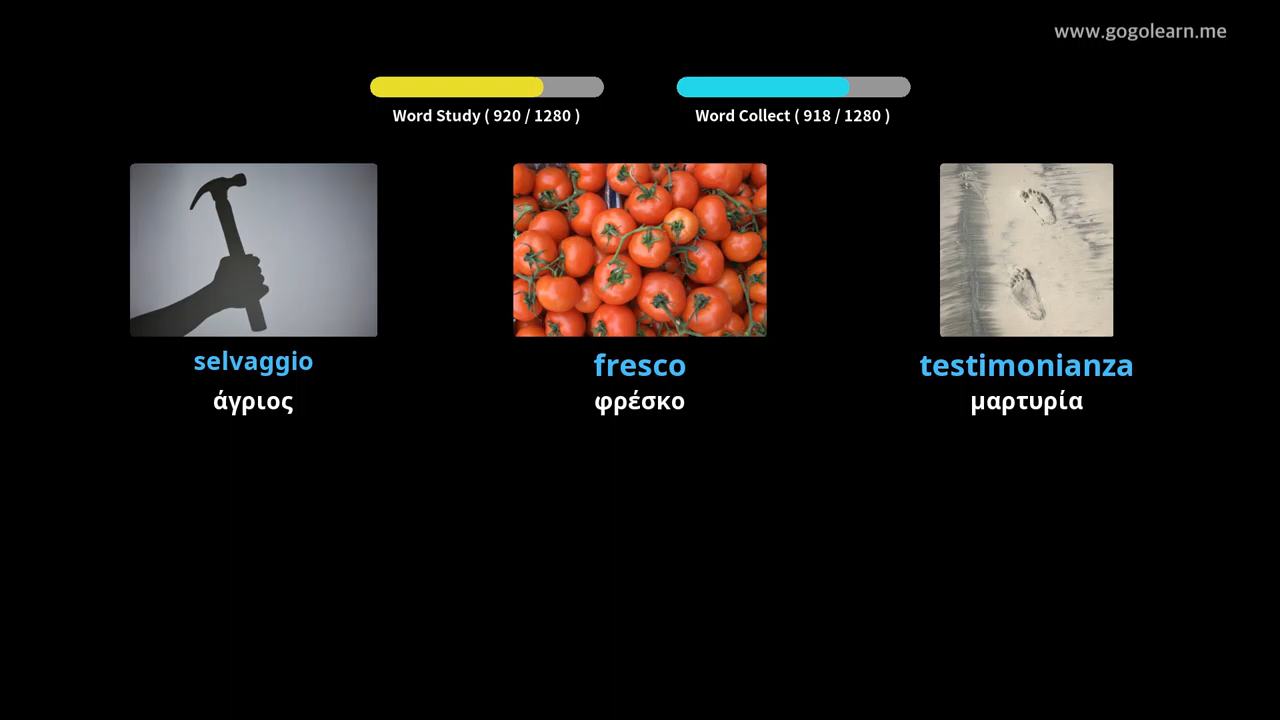 www.gogolearn.me
Word Study ( 920 / 1280 )
Word Collect ( 918 / 1280 )
selvaggio
άγριος
fresco
φρέσκο
testimonianza
μαρτυρία